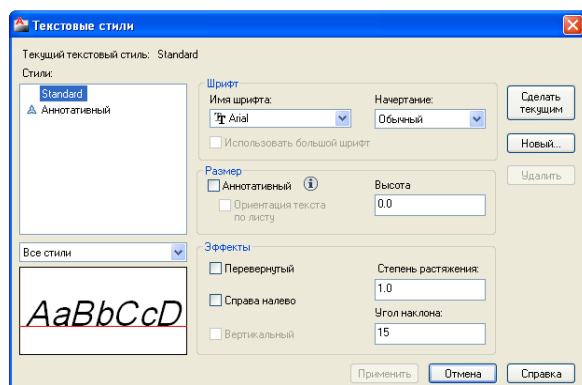 Текстовые стили
Текущий текстовый стиль: Standard
Стили:
Standard
Аннотативный
Все стили
AaBbCcD
Шрифт
Имя шрифта:
Начертание:
Arial
Обычный
Использовать большой шрифт
Размер
Аннотативный
Высота
Ориентация текста
по листу
0.0
Эффекты
Перевернутый
Степень растяжения:
1.0
Справа налево
Угол наклона:
Вертикальный
15
Сделать
текущим
Новый...
Удалить
Применить
Отмена
Справка